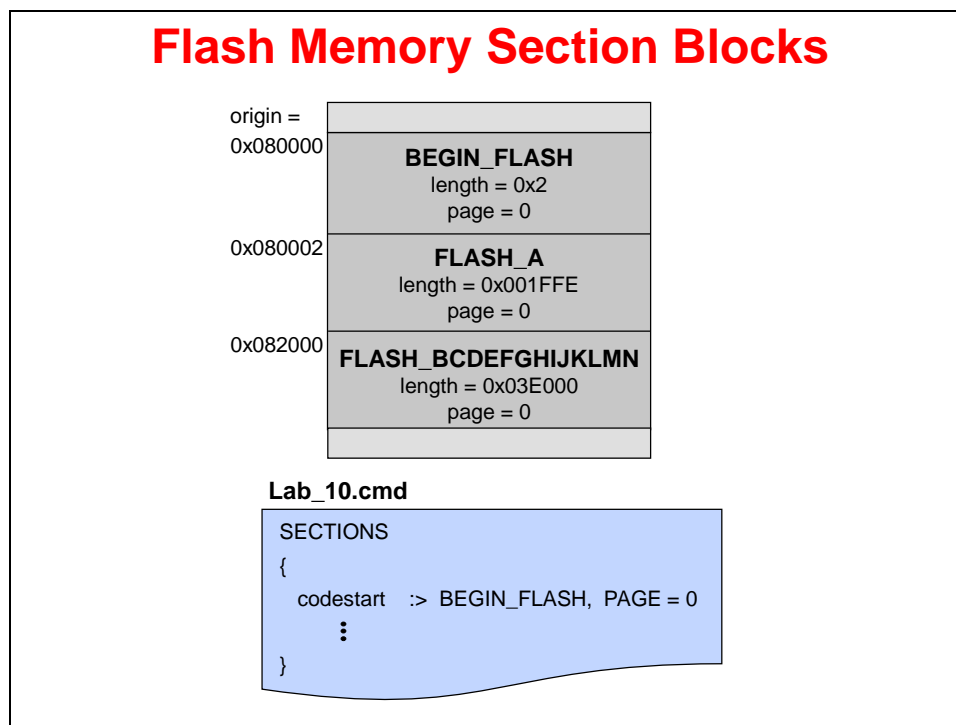 Flash Memory Section Blocks
origin =
0x080000
BEGIN_FLASH
length = 0x2
page = 0
0x080002
FLASH_A
length = 0x001FFE
page = 0
0x082000
FLASH_BCDEFGHIJKLMN
length = 0x03E000
page = 0
Lab_10.cmd
SECTIONS
{
codestart :> BEGIN_FLASH, PAGE = 0
⋮
}